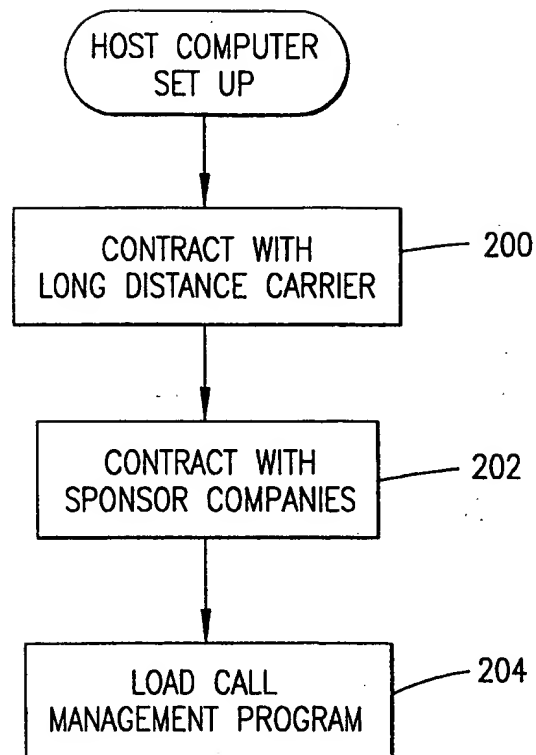 HOST COMPUTER
SET UP
CONTRACT WITH
LONG DISTANCE CARRIER
200
CONTRACT WITH
SPONSOR COMPANIES
202
LOAD CALL
MANAGEMENT PROGRAM
204